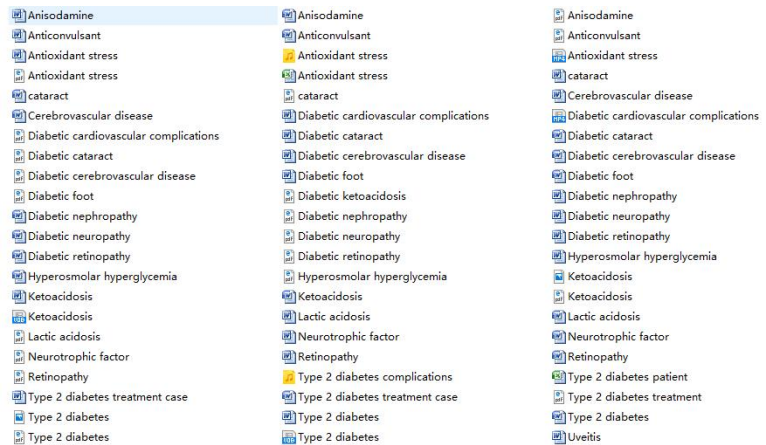 Anisodamine Anisodamine Anisodamine
Anticonvulsant Anticonvulsant Anticonvulsant
Antioxidant stress Antioxidant stress Antioxidant stress
Antioxidant stress Antioxidant stress cataract
cataract cataract Cerebrovascular disease
Cerebrovascular disease Diabetic cardiovascular complications Diabetic cardiovascular complications
Diabetic cardiovascular complications Diabetic cataract Diabetic cataract
Diabetic cataract Diabetic cerebrovascular disease Diabetic cerebrovascular disease
Diabetic cerebrovascular disease Diabetic foot Diabetic foot
Diabetic foot Diabetic ketoacidosis Diabetic nephropathy
Diabetic nephropathy Diabetic nephropathy Diabetic neuropathy
Diabetic neuropathy Diabetic neuropathy Diabetic retinopathy
Diabetic retinopathy Diabetic retinopathy Hyperosmolar hyperglycemia
Hyperosmolar hyperglycemia Hyperosmolar hyperglycemia Ketoacidosis
Ketoacidosis Ketoacidosis Ketoacidosis
Ketoacidosis Lactic acidosis Lactic acidosis
Lactic acidosis Neurotrophic factor Neurotrophic factor
Neurotrophic factor Retinopathy Retinopathy
Retinopathy Type 2 diabetes complications Type 2 diabetes patient
Type 2 diabetes treatment case Type 2 diabetes treatment case Type 2 diabetes treatment
Type 2 diabetes Type 2 diabetes Type 2 diabetes
Type 2 diabetes Type 2 diabetes Uveitis